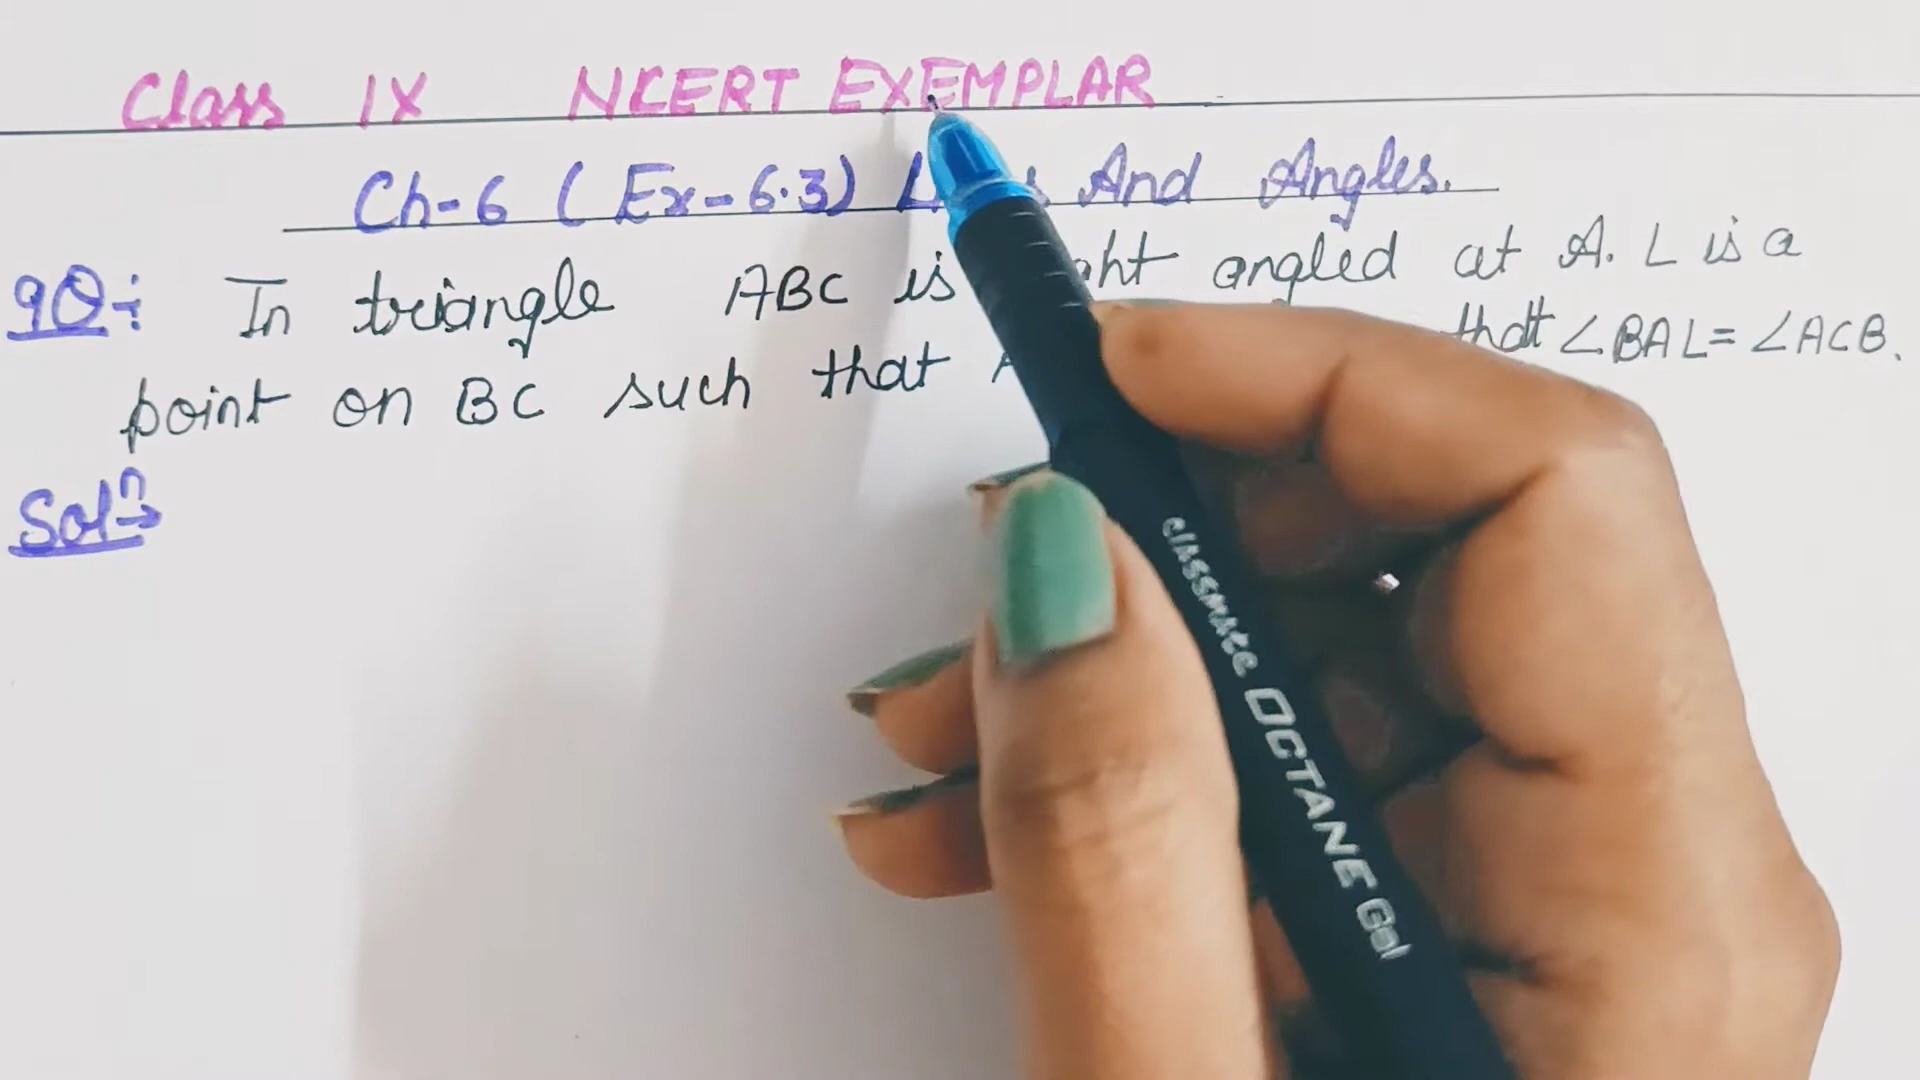 Class IX NCERT EXEMPLAR
Ch-6 (Ex-6.3) And Angles.
9Q:- In triangle ABC is angled at A. L is a
point on BC such that that ∠BAL = ∠ACB.
Solⁿ→
classmate OCTANE Gel